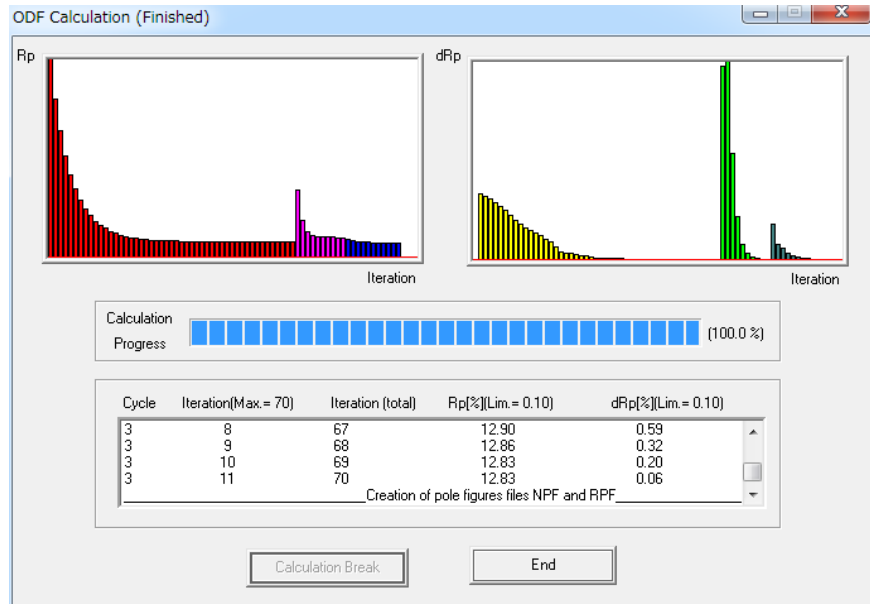 ODF Calculation (Finished)
Rp
dRp
Iteration
Iteration
Calculation
Progress
(100.0 %)
Cycle Iteration(Max.= 70) Iteration (total) Rp[%](Lim.= 0.10) dRp[%](Lim.= 0.10)
3 8 67 12.90 0.59
3 9 68 12.86 0.32
3 10 69 12.83 0.20
3 11 70 12.83 0.06
____________________Creation of pole figures files NPF and RPF____________
Calculation Break
End